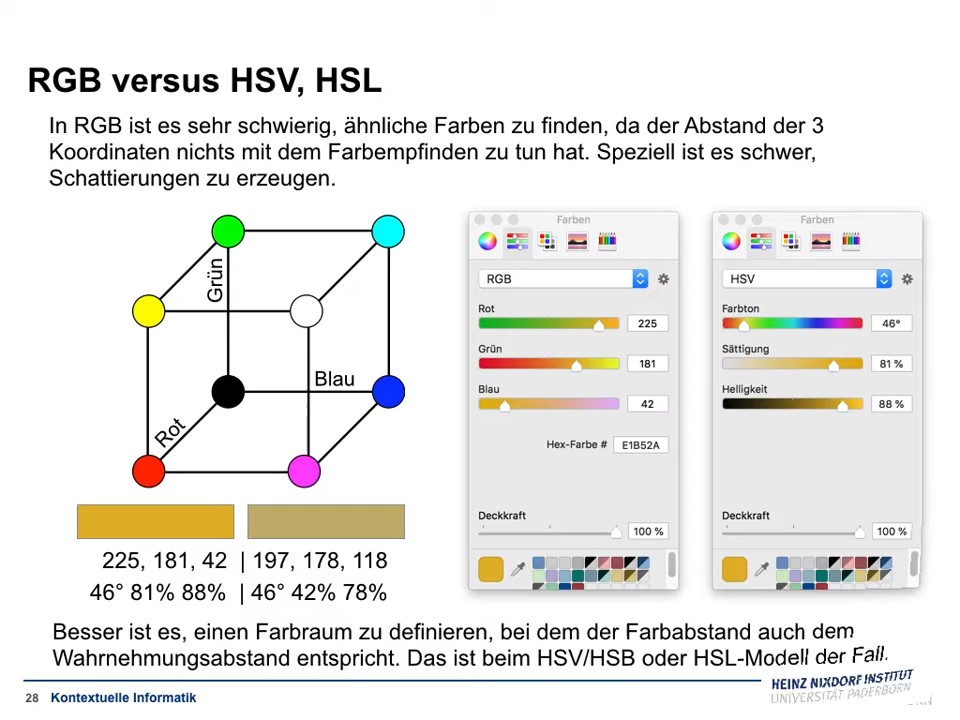 RGB versus HSV, HSL
In RGB ist es sehr schwierig, ähnliche Farben zu finden, da der Abstand der 3
Koordinaten nichts mit dem Farbempfinden zu tun hat. Speziell ist es schwer,
Schattierungen zu erzeugen.
Grün
Blau
Rot
225, 181, 42 | 197, 178, 118
46° 81% 88% | 46° 42% 78%
Farben
RGB
Rot
225
Grün
181
Blau
42
Hex-Farbe # E1B52A
Deckkraft
100 %
Farben
HSV
Farbton
46°
Sättigung
81 %
Helligkeit
88 %
Deckkraft
100 %
Besser ist es, einen Farbraum zu definieren, bei dem der Farbabstand auch dem
Wahrnehmungsabstand entspricht. Das ist beim HSV/HSB oder HSL-Modell der Fall.
28 Kontextuelle Informatik
HEINZ NIXDORF INSTITUT
UNIVERSITÄT PADERBORN